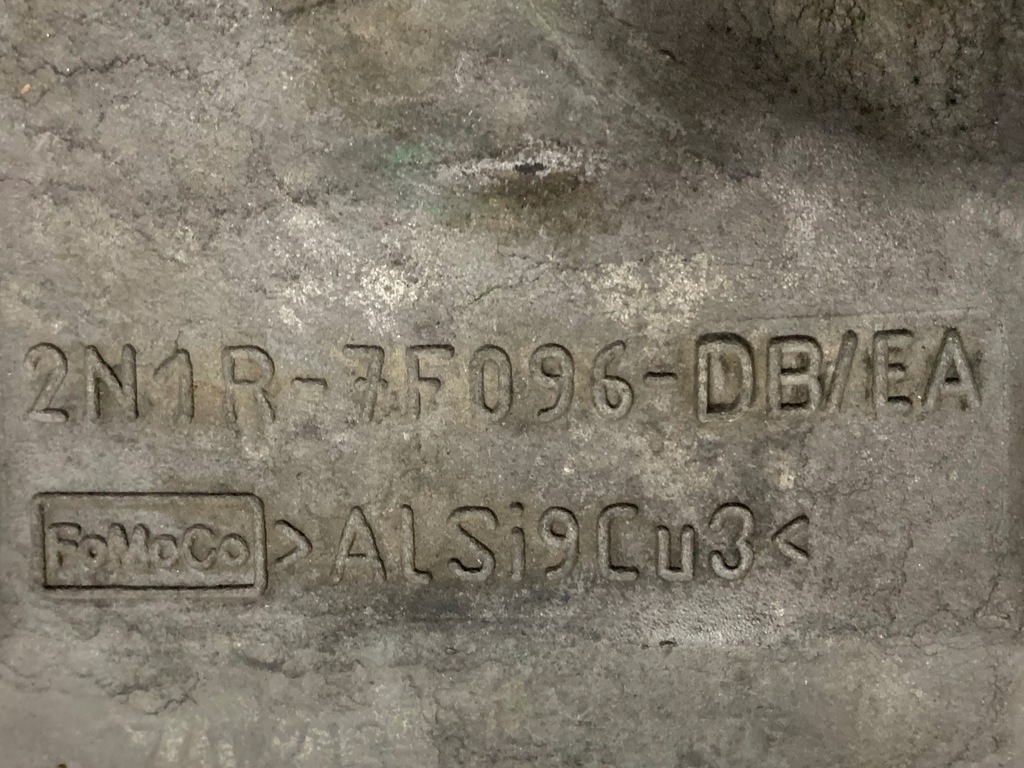 2N1R-7F096-DB/EA
FoMoCo >AlSi9Cu3<